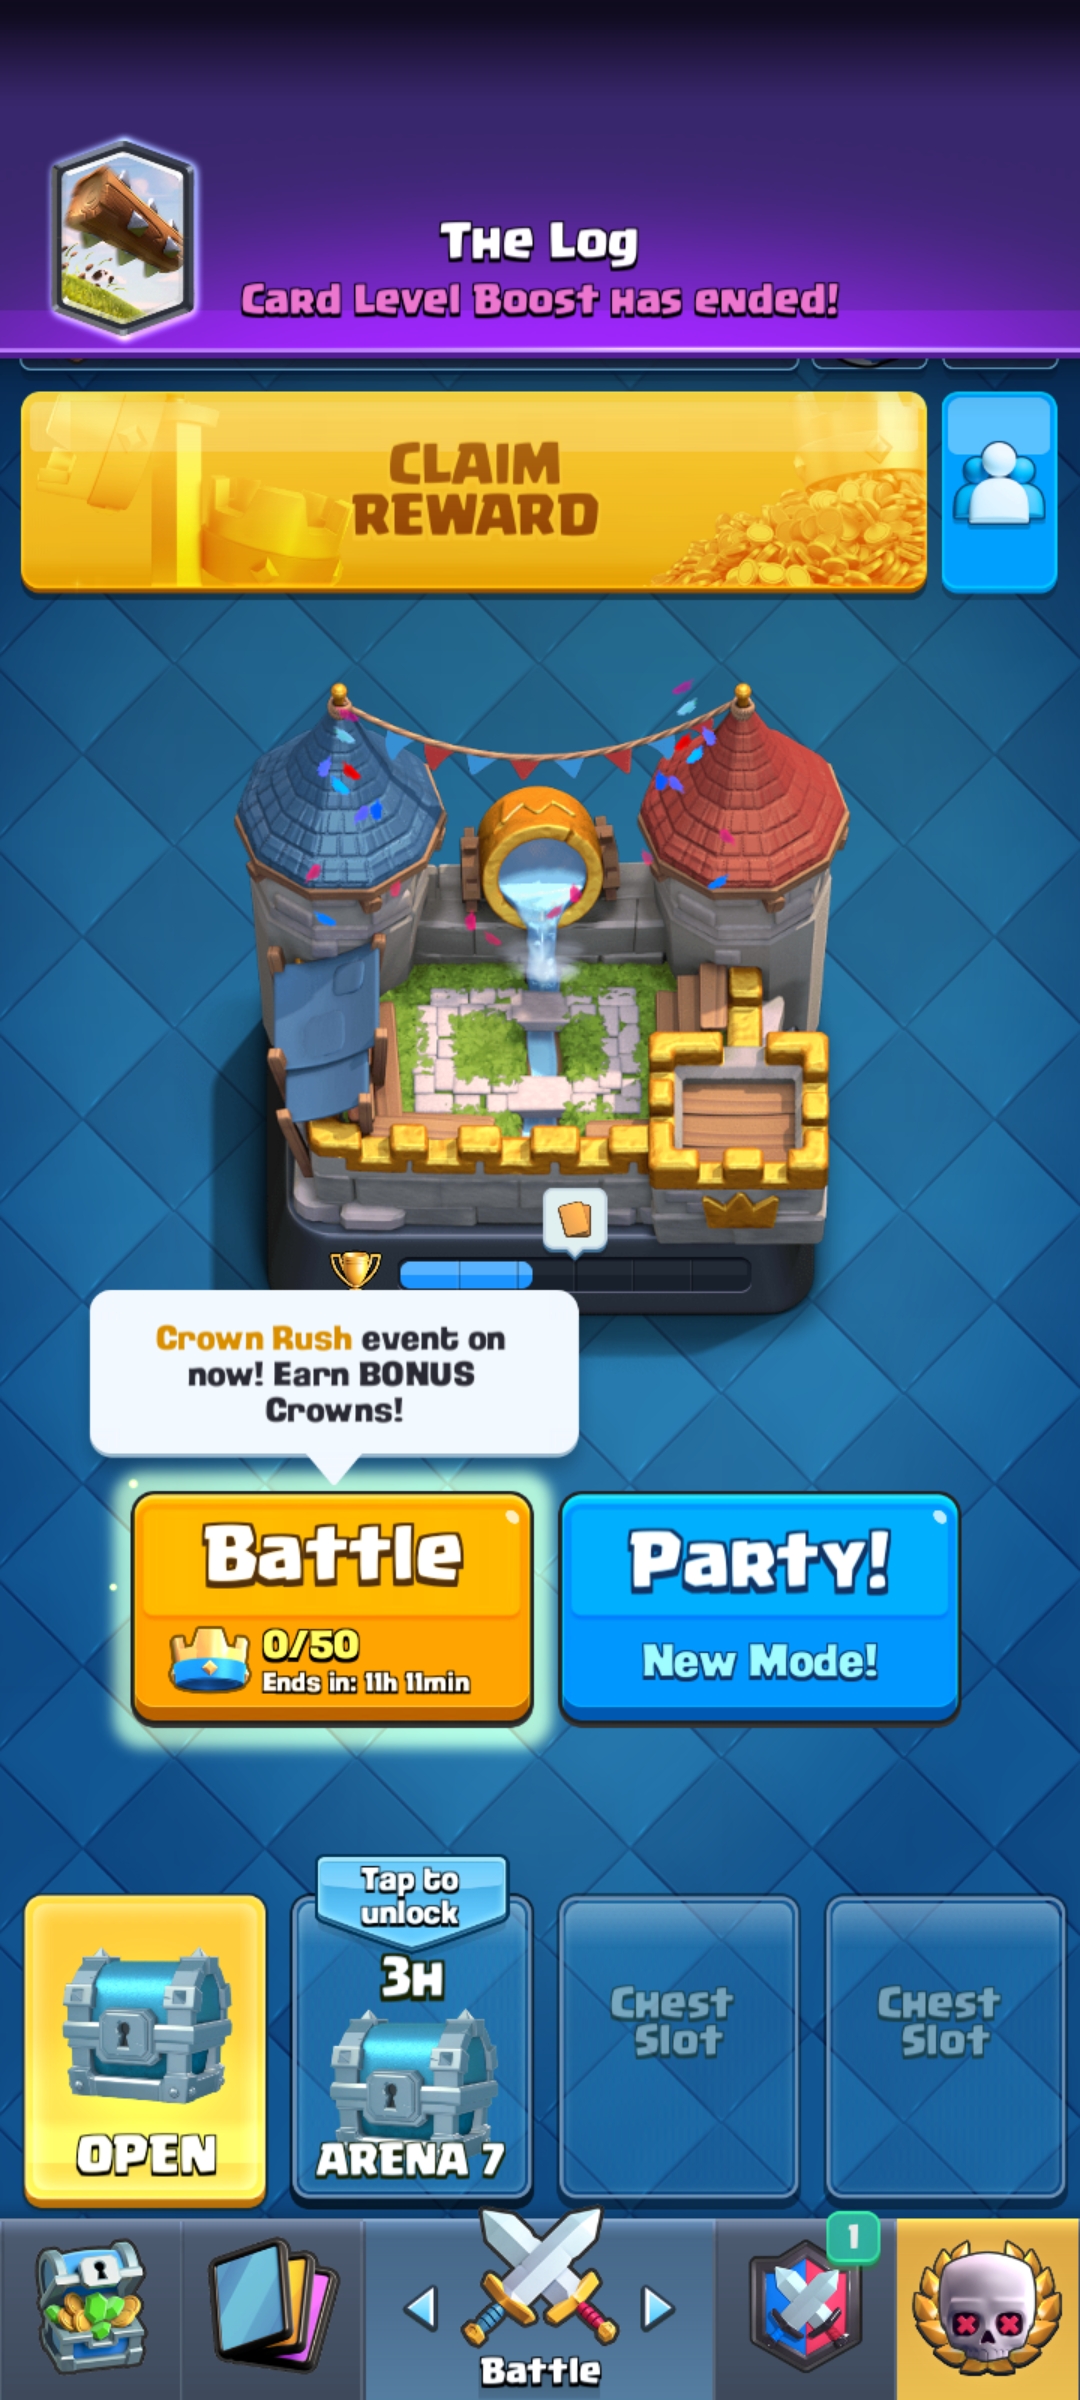 The Log
Card Level Boost has ended!
CLAIM
REWARD
Crown Rush event on
now! Earn BONUS
Crowns!
Battle
0/50
Ends in: 11h 11min
Party!
New Mode!
Tap to
unlock
3H
OPEN
ARENA 7
Chest
Slot
Chest
Slot
1
Battle